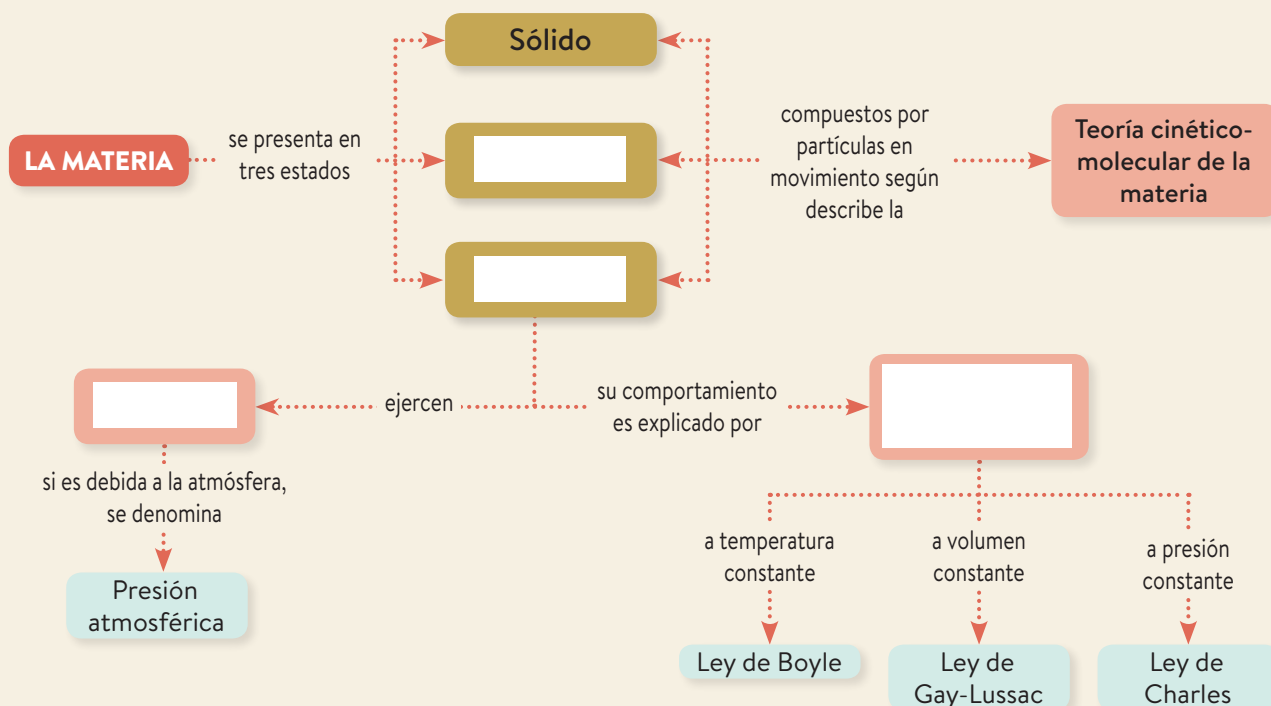 Sólido
LA MATERIA
se presenta en
tres estados
compuestos por
partículas en
movimiento según
describe la
Teoría cinético-
molecular de la
materia
ejercen
su comportamiento
es explicado por
si es debida a la atmósfera,
se denomina
Presión
atmosférica
a temperatura
constante
a volumen
constante
a presión
constante
Ley de Boyle
Ley de
Gay-Lussac
Ley de
Charles